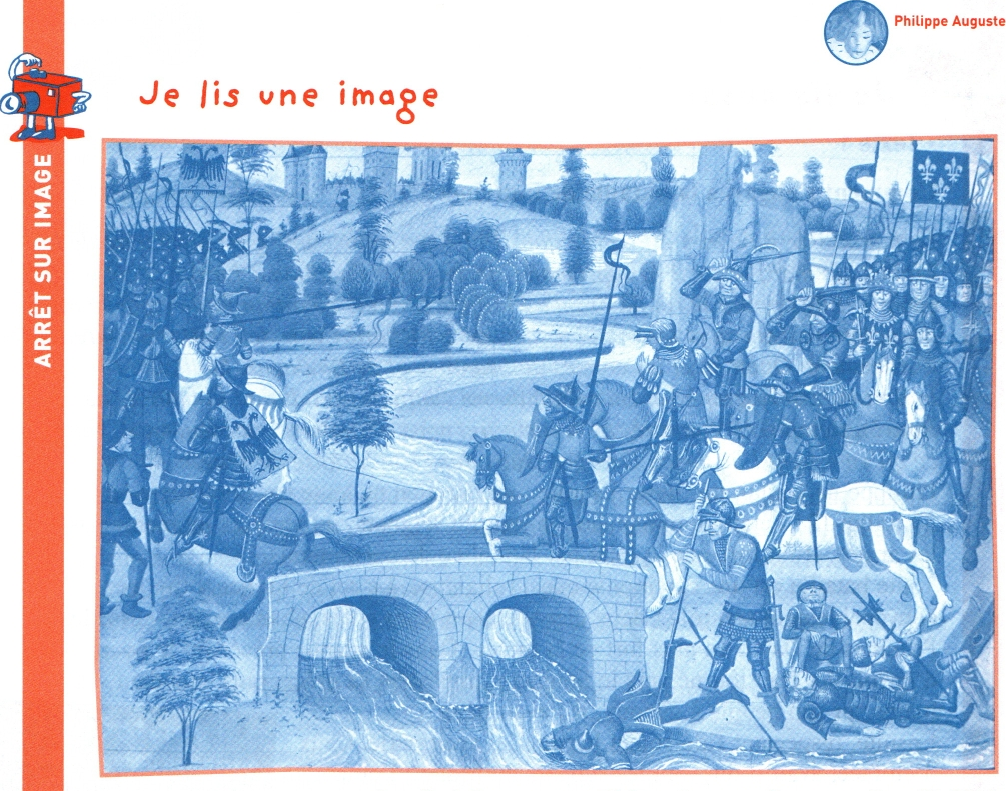 Philippe Auguste
Je lis une image
ARRÊT SUR IMAGE